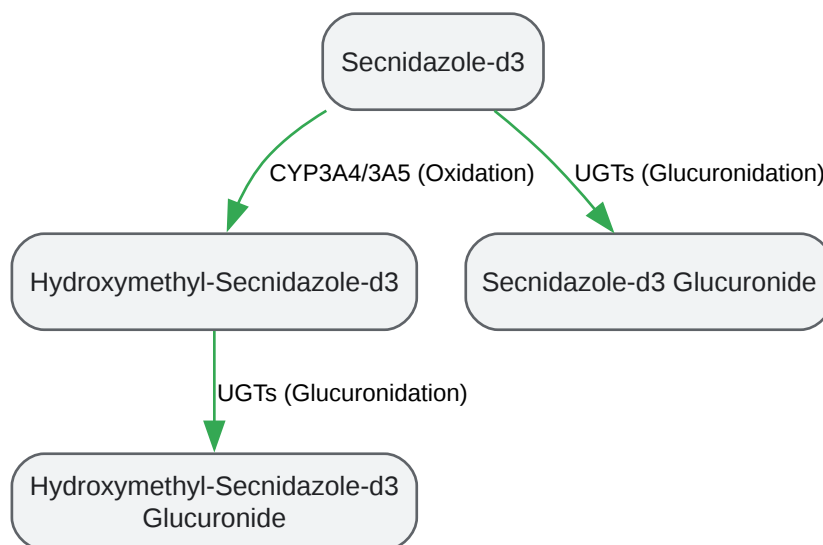 Secnidazole-d3
CYP3A4/3A5 (Oxidation)
UGTs (Glucuronidation)
Hydroxymethyl-Secnidazole-d3
Secnidazole-d3 Glucuronide
UGTs (Glucuronidation)
Hydroxymethyl-Secnidazole-d3
Glucuronide